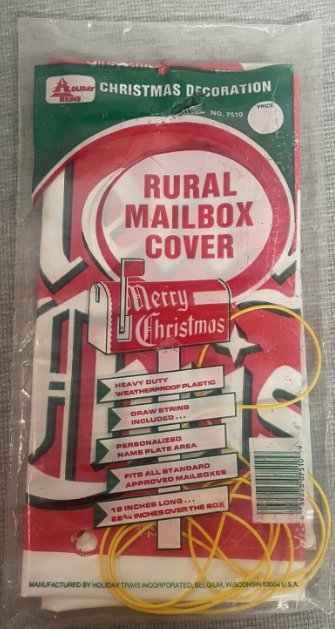 HOLIDAY
TRIMS
CHRISTMAS DECORATION
NO. 7510
PRICE
RURAL
MAILBOX
COVER
Merry
Christmas
HEAVY DUTY
WEATHERPROOF PLASTIC
DRAW STRING
INCLUDED...
PERSONALIZED
NAME PLATE AREA
FITS ALL STANDARD
APPROVED MAILBOXES
18 INCHES LONG...
INCHES OVER THE BOX
MANUFACTURED BY HOLIDAY TRIMS INCORPORATED, BELGIUM, WISCONSIN 53004 U.S.A.